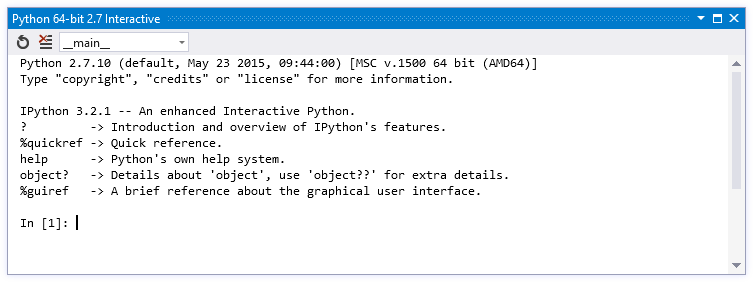 Python 64-bit 2.7 Interactive
__main__
Python 2.7.10 (default, May 23 2015, 09:44:00) [MSC v.1500 64 bit (AMD64)]
Type "copyright", "credits" or "license" for more information.
IPython 3.2.1 -- An enhanced Interactive Python.
?         -> Introduction and overview of IPython's features.
%quickref -> Quick reference.
help      -> Python's own help system.
object?   -> Details about 'object', use 'object??' for extra details.
%guiref   -> A brief reference about the graphical user interface.
In [1]: